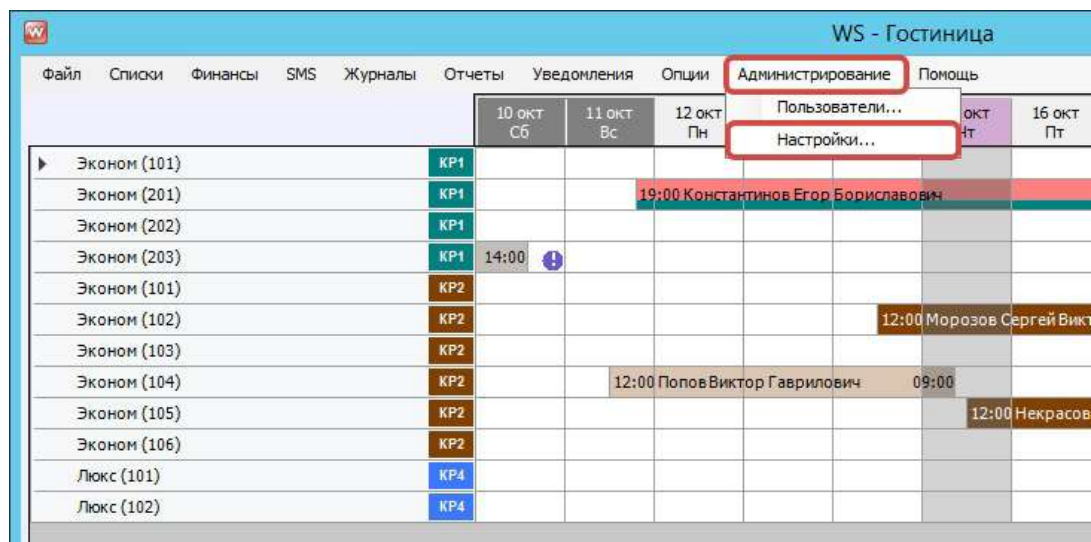 WS - Гостиница
Файл Списки Финансы SMS Журналы Отчеты Уведомления Опции Администрирование Помощь
Пользователи...
Настройки...
10 окт 11 окт 12 окт окт 16 окт
Сб Вс Пн Чт Пт
Эконом (101) КР1
Эконом (201) КР1 19:00 Константинов Егор Бориславович
Эконом (202) КР1
Эконом (203) КР1 14:00
Эконом (101) КР2
Эконом (102) КР2 12:00 Морозов Сергей Викт
Эконом (103) КР2
Эконом (104) КР2 12:00 Попов Виктор Гаврилович 09:00
Эконом (105) КР2 12:00 Некрасов
Эконом (106) КР2
Люкс (101) КР4
Люкс (102) КР4